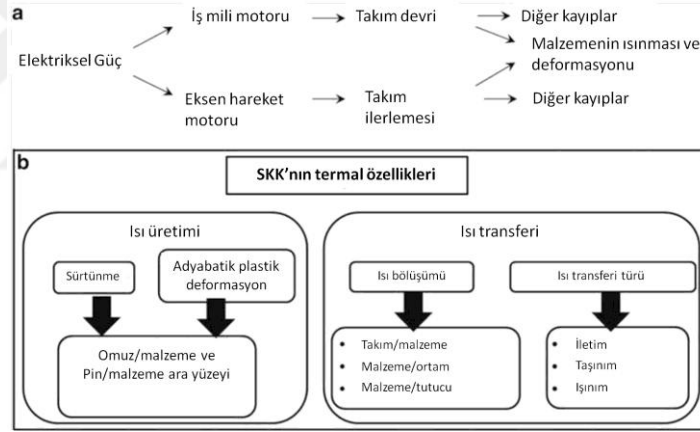 a
İş mili motoru
Takım devri
Diğer kayıplar
Elektriksel Güç
Malzemenin ısınması ve
deformasyonu
Eksen hareket
motoru
Takım
ilerlemesi
Diğer kayıplar
b
SKK’nın termal özellikleri
Isı üretimi
Sürtünme
Adyabatik plastik
deformasyon
Omuz/malzeme ve
Pin/malzeme ara yüzeyi
Isı transferi
Isı bölüşümü
Isı transferi türü
• Takım/malzeme
• Malzeme/ortam
• Malzeme/tutucu
• İletim
• Taşınım
• Işınım